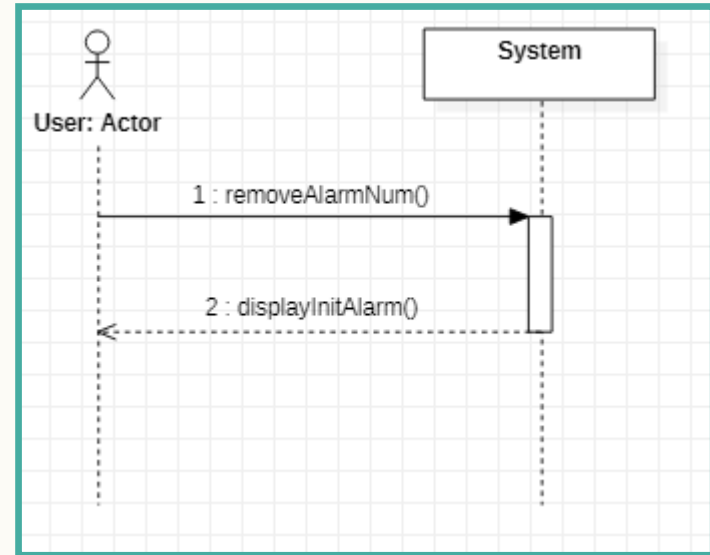 System
User: Actor
1 : removeAlarmNum()
2 : displayInitAlarm()